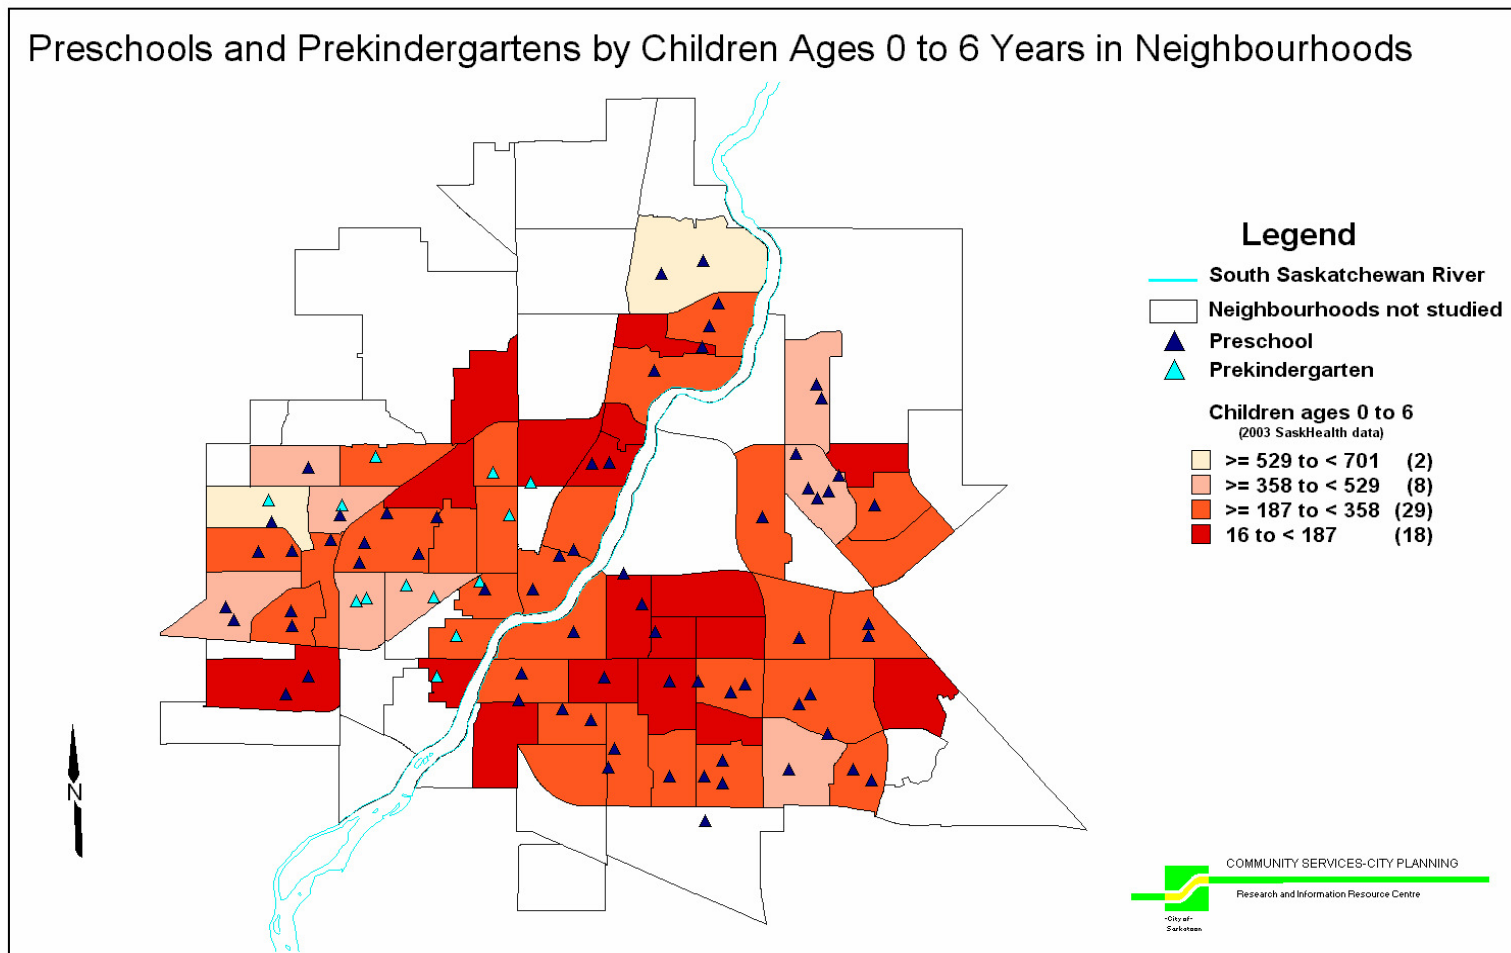 Preschools and Prekindergartens by Children Ages 0 to 6 Years in Neighbourhoods
Legend
South Saskatchewan River
Neighbourhoods not studied
Preschool
Prekindergarten
Children ages 0 to 6
(2003 SaskHealth data)
>= 529 to < 701 (2)
>= 358 to < 529 (8)
>= 187 to < 358 (29)
16 to < 187 (18)
N
COMMUNITY SERVICES-CITY PLANNING
Research and Information Resource Centre
-City of-
Saskatoon